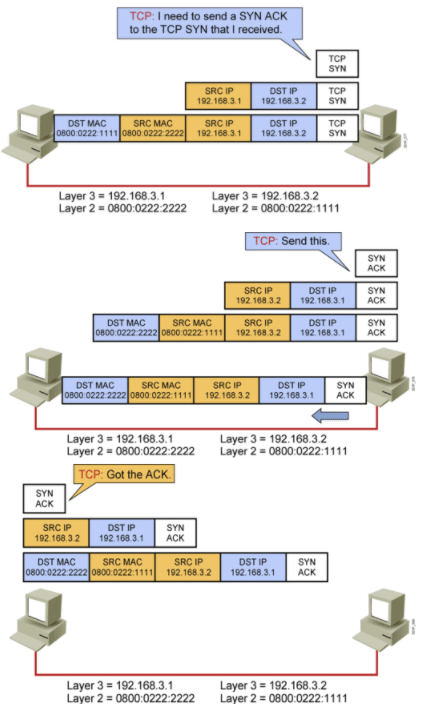 TCP: I need to send a SYN ACK
to the TCP SYN that I received.
TCP
SYN
SRC IP
192.168.3.1
DST IP
192.168.3.2
TCP
SYN
DST MAC
0800:0222:1111
SRC MAC
0800:0222:2222
SRC IP
192.168.3.1
DST IP
192.168.3.2
TCP
SYN
Layer 3 = 192.168.3.1
Layer 2 = 0800:0222:2222
Layer 3 = 192.168.3.2
Layer 2 = 0800:0222:1111
TCP: Send this.
SYN
ACK
SRC IP
192.168.3.2
DST IP
192.168.3.1
SYN
ACK
DST MAC
0800:0222:2222
SRC MAC
0800:0222:1111
SRC IP
192.168.3.2
DST IP
192.168.3.1
SYN
ACK
DST MAC
0800:0222:2222
SRC MAC
0800:0222:1111
SRC IP
192.168.3.2
DST IP
192.168.3.1
SYN
ACK
Layer 3 = 192.168.3.1
Layer 2 = 0800:0222:2222
Layer 3 = 192.168.3.2
Layer 2 = 0800:0222:1111
TCP: Got the ACK.
SYN
ACK
SRC IP
192.168.3.2
DST IP
192.168.3.1
SYN
ACK
DST MAC
0800:0222:2222
SRC MAC
0800:0222:1111
SRC IP
192.168.3.2
DST IP
192.168.3.1
SYN
ACK
Layer 3 = 192.168.3.1
Layer 2 = 0800:0222:2222
Layer 3 = 192.168.3.2
Layer 2 = 0800:0222:1111